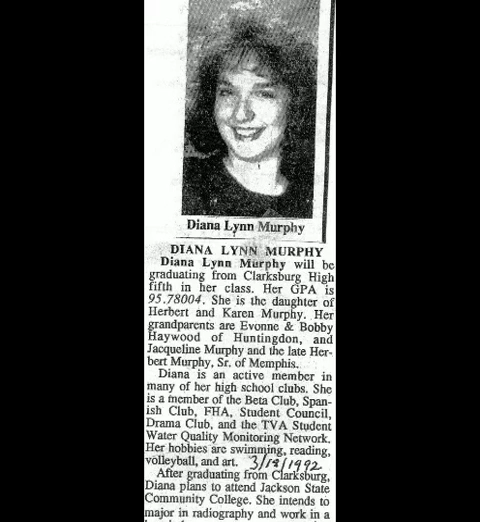 Diana Lynn Murphy
DIANA LYNN MURPHY
Diana Lynn Murphy will be
graduating from Clarksburg High
fifth in her class. Her GPA is
95.78004. She is the daughter of
Herbert and Karen Murphy. Her
grandparents are Evonne & Bobby
Haywood of Huntingdon, and
Jacqueline Murphy and the late Her-
bert Murphy, Sr. of Memphis.
Diana is an active member in
many of her high school clubs. She
is a member of the Beta Club, Span-
ish Club, FHA, Student Council,
Drama Club, and the TVA Student
Water Quality Monitoring Network.
Her hobbies are swimming, reading,
volleyball, and art. 3/18/1992
After graduating from Clarksburg,
Diana plans to attend Jackson State
Community College. She intends to
major in radiography and work in a